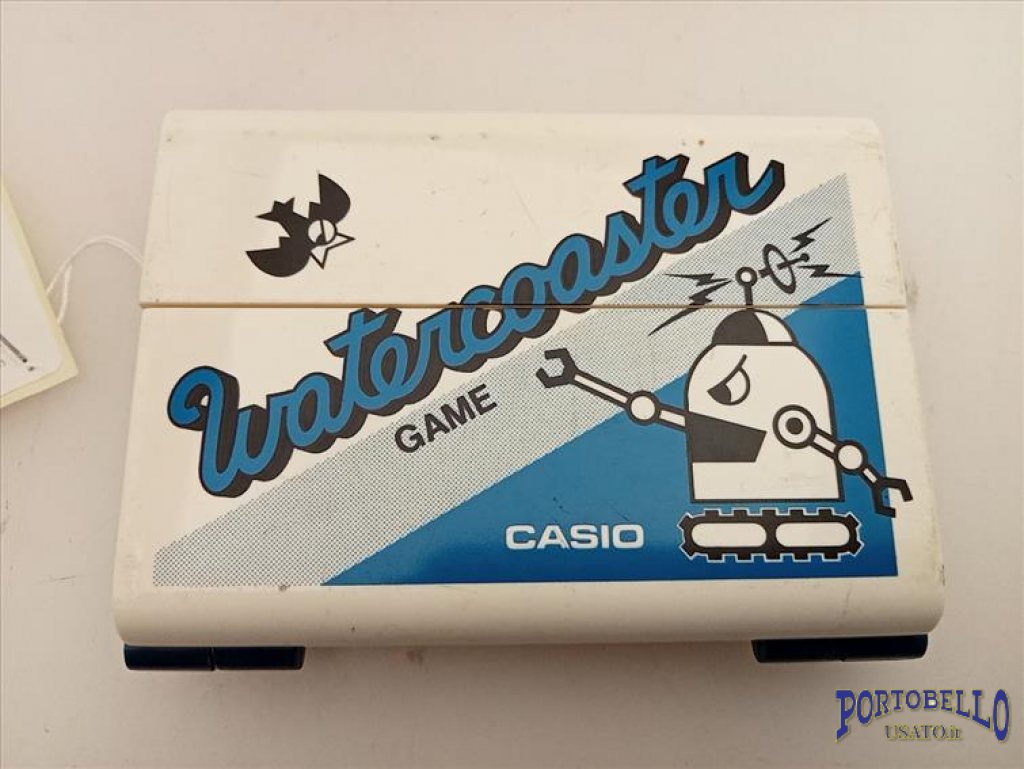 Watercoaster
GAME
CASIO
PORTOBELLO
USATO.it